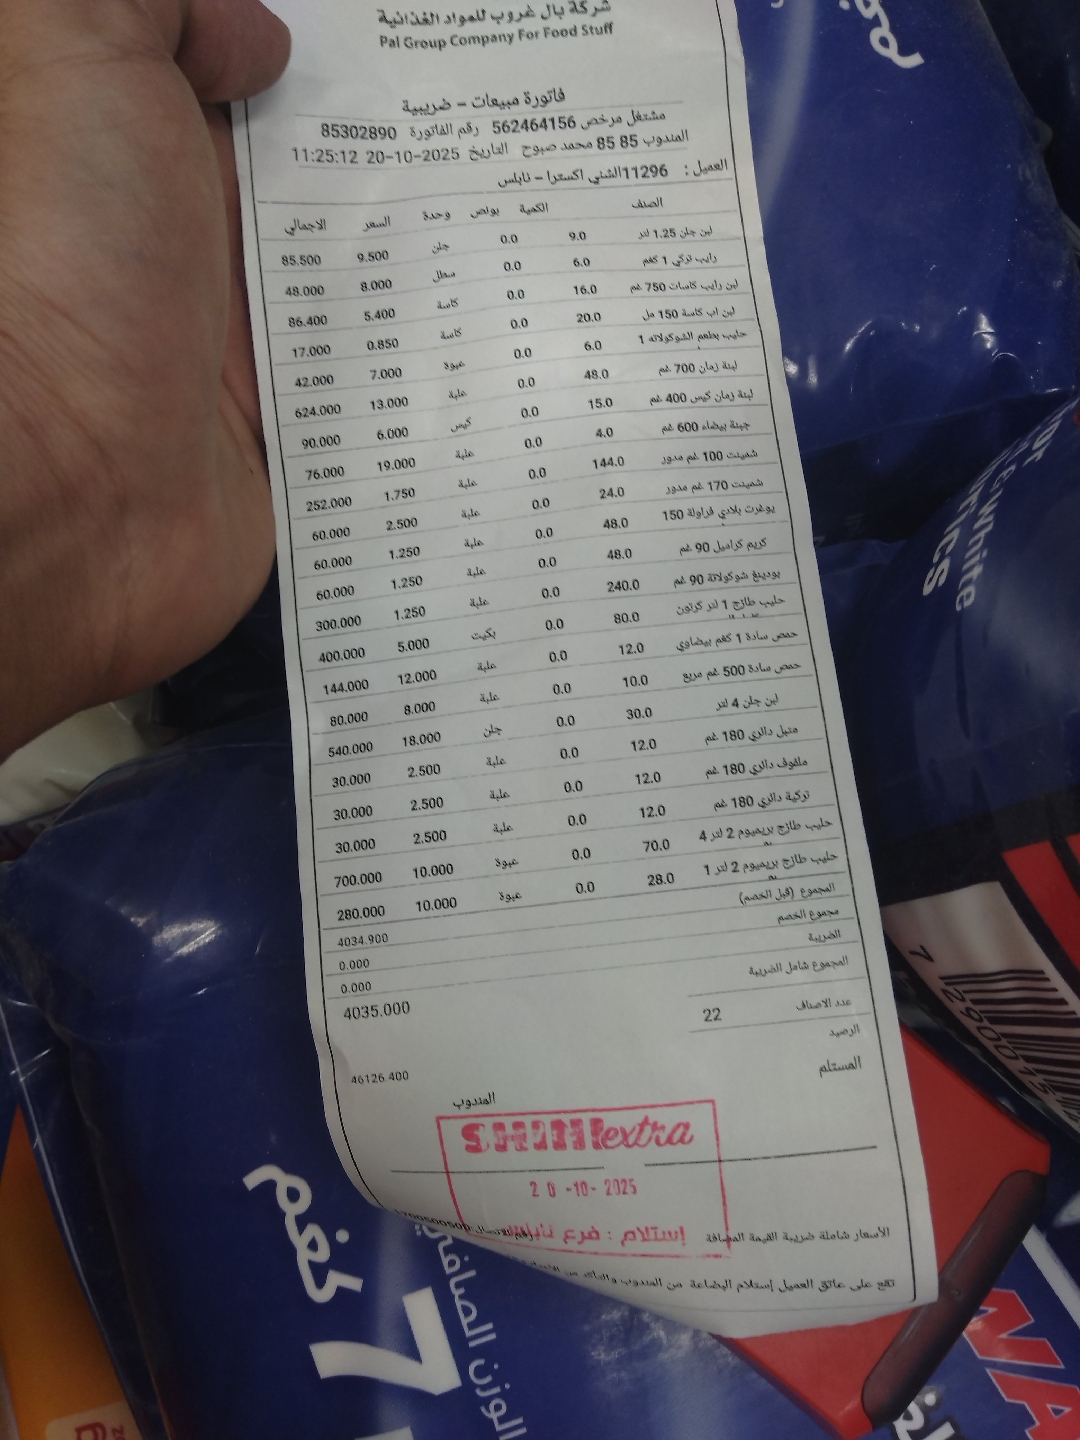 شركة بال غروب للمواد الغذائية
Pal Group Company For Food Stuff
فاتورة مبيعات - ضريبية
مشتغل مرخص 562464156 رقم الفاتورة 85302890
المندوب 85 85 محمد صبوح التاريخ 20-10-2025 11:25:12
العميل : 11296الشني اكسترا - نابلس
الصنف الكمية بونص وحدة السعر الاجمالي
لبن جلن 1.25 لتر 9.0 0.0 جلن 9.500 85.500
رايب تركي 1 كغم 6.0 0.0 سطل 8.000 48.000
لبن رايب كاسات 750 غم 16.0 0.0 كاسة 5.400 86.400
لبن اب كاسة 150 مل 20.0 0.0 كاسة 0.850 17.000
حليب بطعم الشوكولاته 1 6.0 0.0 عبوة 7.000 42.000
لبنة زمان 700 غم 48.0 0.0 علبة 13.000 624.000
لبنة زمان كيس 400 غم 15.0 0.0 كيس 6.000 90.000
جبنة بيضاء 600 غم 4.0 0.0 علبة 19.000 76.000
شمينت 100 غم مدور 144.0 0.0 علبة 1.750 252.000
شمينت 170 غم مدور 24.0 0.0 علبة 2.500 60.000
يوغرت بلادي فراولة 150 48.0 0.0 علبة 1.250 60.000
كريم كراميل 90 غم 48.0 0.0 علبة 1.250 60.000
بودينغ شوكولاتة 90 غم 240.0 0.0 علبة 1.250 300.000
حليب طازج 1 لتر كرتون 80.0 0.0 بكيت 5.000 400.000
حمص سادة 1 كغم بيضاوي 12.0 0.0 علبة 12.000 144.000
حمص سادة 500 غم مربع 10.0 0.0 علبة 8.000 80.000
لبن جلن 4 لتر 30.0 0.0 جلن 18.000 540.000
متبل دالري 180 غم 12.0 0.0 علبة 2.500 30.000
ملفوف دالري 180 غم 12.0 0.0 علبة 2.500 30.000
تركية دالري 180 غم 12.0 0.0 علبة 2.500 30.000
حليب طازج بريميوم 2 لتر 4 70.0 0.0 عبوة 10.000 700.000
حليب طازج بريميوم 2 لتر 1 28.0 0.0 عبوة 10.000 280.000
المجموع (قبل الخصم) 4034.900
مجموع الخصم 0.000
الضريبة 0.000
المجموع شامل الضريبة 4035.000
عدد الاصناف 22
الرصيد 46126.400
المستلم المندوب
SHINIextra
20-10-2025
إستلام : فرع نابلس
الأسعار شاملة ضريبة القيمة المضافة رقم الاتصال 1700500500
تقع على عاتق العميل إستلام البضاعة من المندوب والتأكد من
كغم
7
الوزن الصافي
white
7 29001